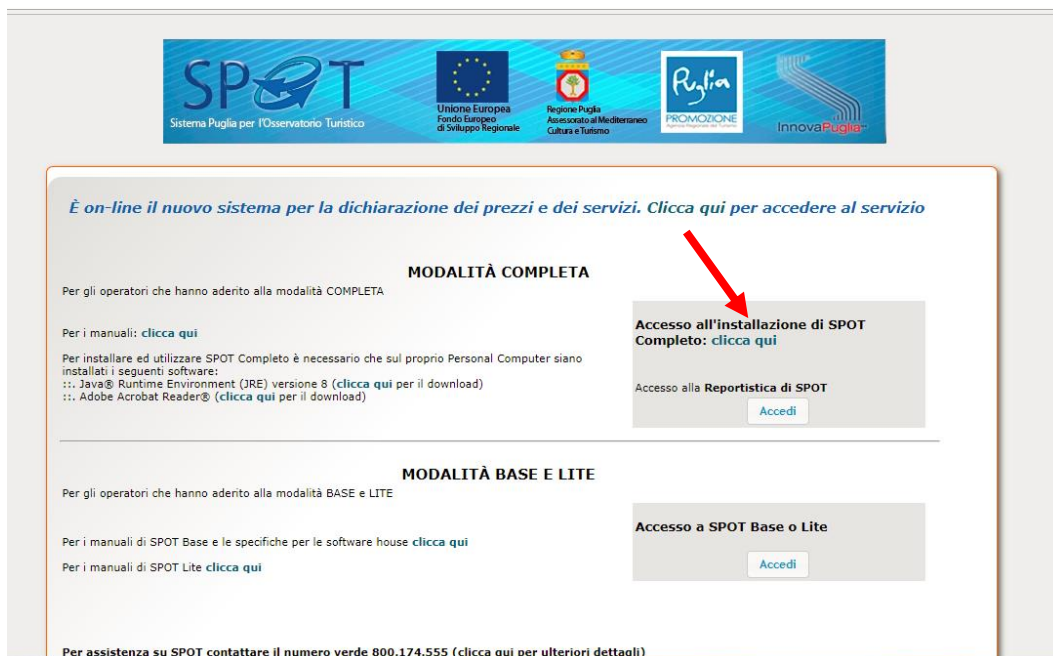 SPOT
Sistema Puglia per l'Osservatorio Turistico
Unione Europea
Fondo Europeo
di Sviluppo Regionale
Regione Puglia
Assessorato al Mediterraneo
Cultura e Turismo
Puglia
PROMOZIONE
Agenzia Regionale del Turismo
InnovaPuglia
È on-line il nuovo sistema per la dichiarazione dei prezzi e dei servizi. Clicca qui per accedere al servizio
MODALITÀ COMPLETA
Per gli operatori che hanno aderito alla modalità COMPLETA
Per i manuali: clicca qui
Per installare ed utilizzare SPOT Completo è necessario che sul proprio Personal Computer siano
installati i seguenti software:
::. Java® Runtime Environment (JRE) versione 8 (clicca qui per il download)
::. Adobe Acrobat Reader® (clicca qui per il download)
Accesso all'installazione di SPOT
Completo: clicca qui
Accesso alla Reportistica di SPOT
Accedi
MODALITÀ BASE E LITE
Per gli operatori che hanno aderito alla modalità BASE e LITE
Per i manuali di SPOT Base e le specifiche per le software house clicca qui
Per i manuali di SPOT Lite clicca qui
Accesso a SPOT Base o Lite
Accedi
Per assistenza su SPOT contattare il numero verde 800.174.555 (clicca qui per ulteriori dettagli)